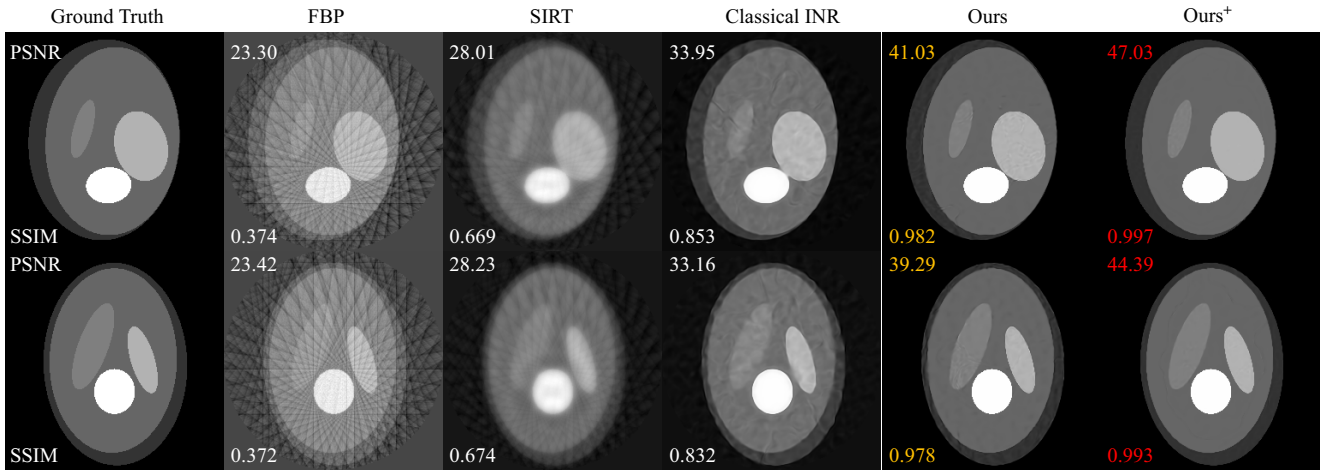 Ground Truth FBP SIRT Classical INR Ours Ours⁺
PSNR 23.30 28.01 33.95 41.03 47.03
SSIM 0.374 0.669 0.853 0.982 0.997
PSNR 23.42 28.23 33.16 39.29 44.39
SSIM 0.372 0.674 0.832 0.978 0.993